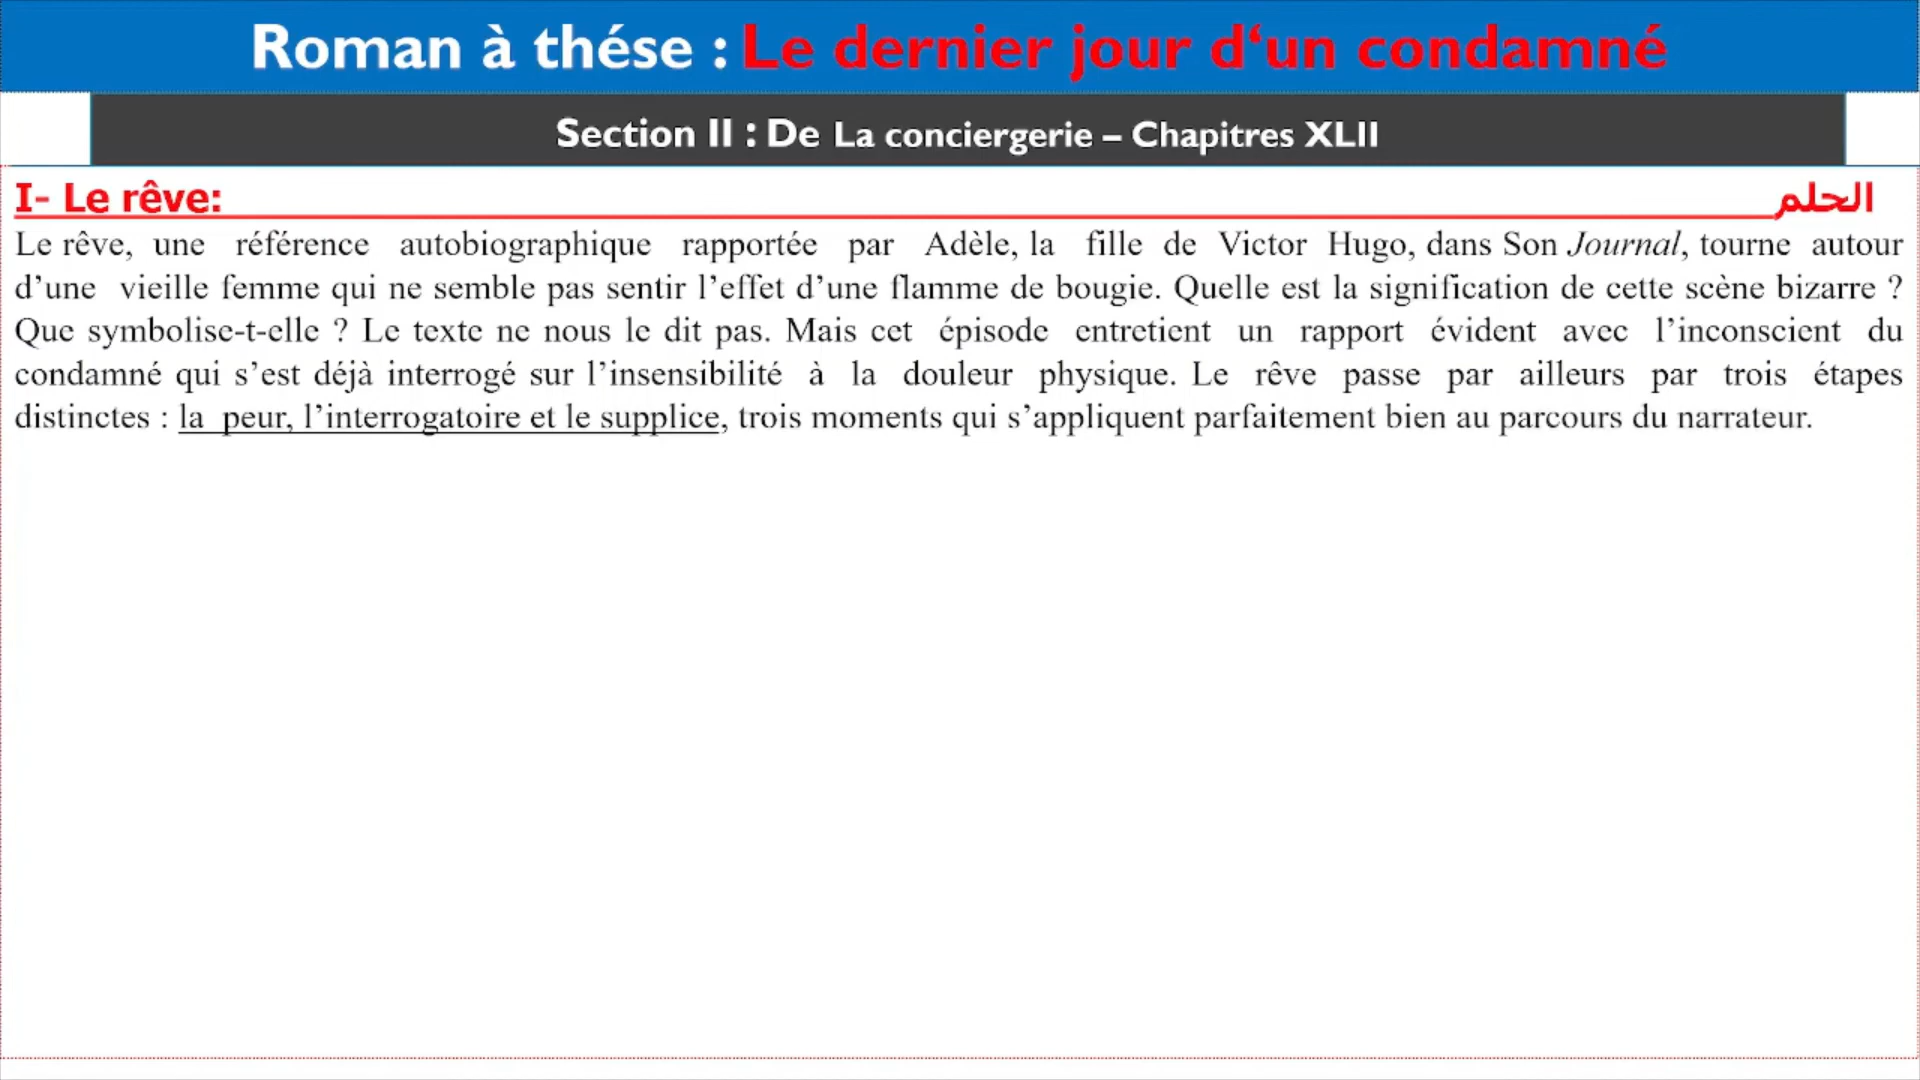 Roman à thése : Le dernier jour d‘un condamné
Section II : De La conciergerie – Chapitres XLII
I- Le rêve: الحلم
Le rêve, une référence autobiographique rapportée par Adèle, la fille de Victor Hugo, dans Son Journal, tourne autour
d’une vieille femme qui ne semble pas sentir l’effet d’une flamme de bougie. Quelle est la signification de cette scène bizarre ?
Que symbolise-t-elle ? Le texte ne nous le dit pas. Mais cet épisode entretient un rapport évident avec l’inconscient du
condamné qui s’est déjà interrogé sur l’insensibilité à la douleur physique. Le rêve passe par ailleurs par trois étapes
distinctes : la peur, l’interrogatoire et le supplice, trois moments qui s’appliquent parfaitement bien au parcours du narrateur.